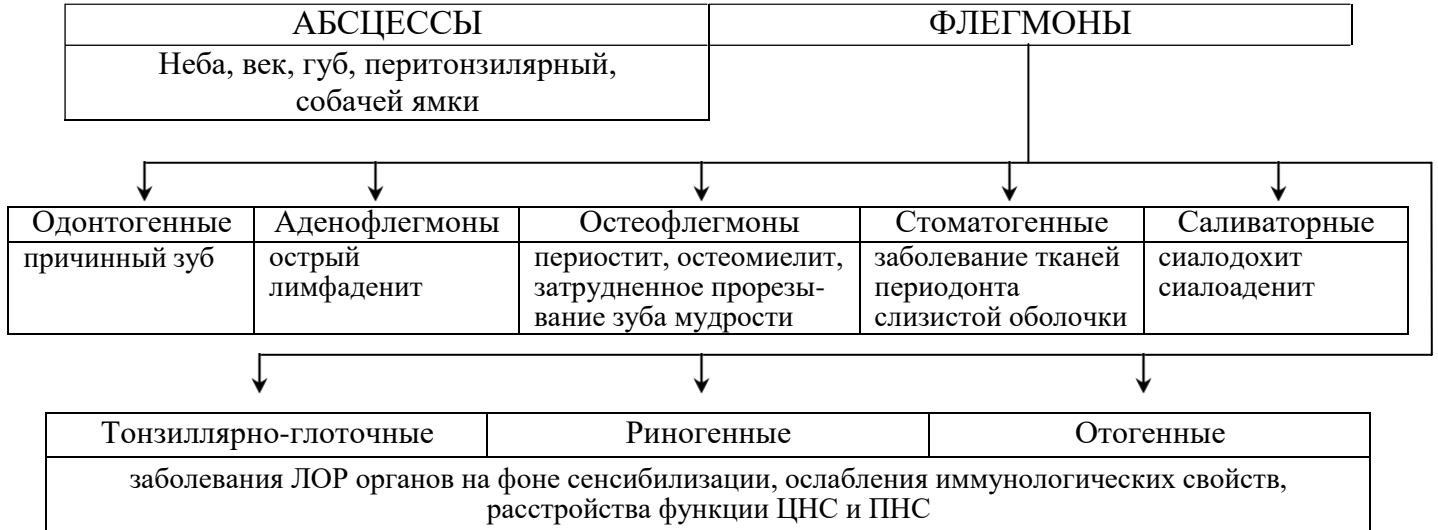 АБСЦЕССЫ
ФЛЕГМОНЫ
Неба, век, губ, перитонзилярный,
собачей ямки
Одонтогенные
причинный зуб
Аденофлегмоны
острый
лимфаденит
Остеофлегмоны
периостит, остеомиелит,
затрудненное прорезы-
вание зуба мудрости
Стоматогенные
заболевание тканей
периодонта
слизистой оболочки
Саливаторные
сиалодохит
сиалоаденит
Тонзиллярно-глоточные
Риногенные
Отогенные
заболевания ЛОР органов на фоне сенсибилизации, ослабления иммунологических свойств,
расстройства функции ЦНС и ПНС